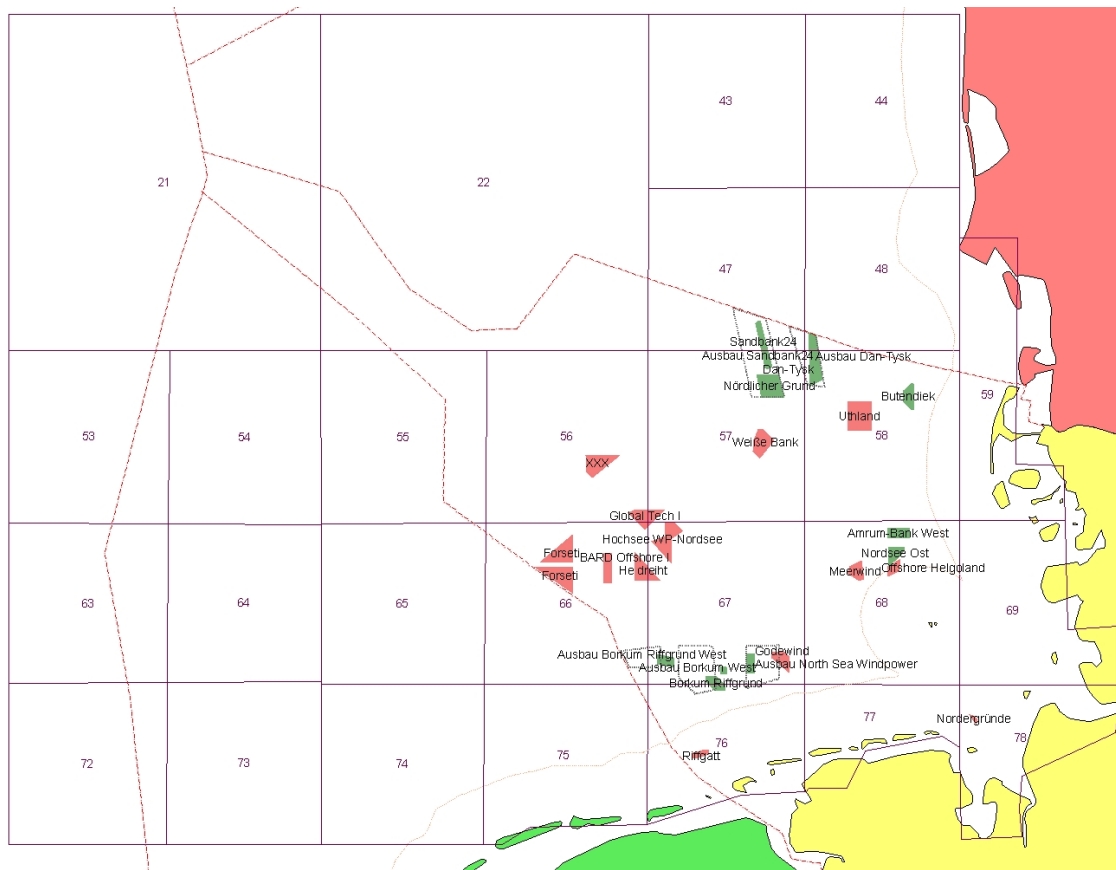 43
44
21
22
47
48
Sandbank24
Ausbau Sandbank24
Ausbau Dan-Tysk
Dan-Tysk
Nördlicher Grund
Butendiek
59
Uthland
53
54
55
56
57
Weiße Bank
58
XXX
Global Tech I
Hochsee WP-Nordsee
Amrum-Bank West
Forseti
BARD Offshore I
Nordsee Ost
Forseti
He dreiht
Meerwind
Offshore Helgoland
63
64
65
66
67
68
69
Ausbau Borkum Riffgrund West
Godewind
Ausbau Borkum West
Ausbau North Sea Windpower
Borkum Riffgrund
77
Nordergründe
72
73
74
75
76
78
Riffgatt